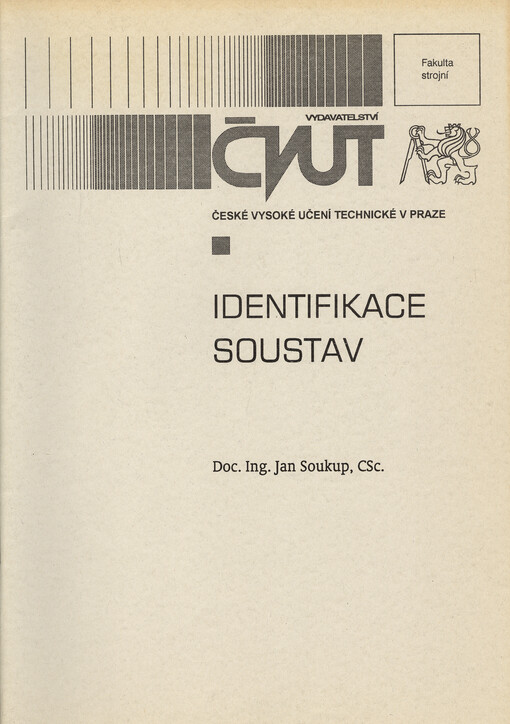 Fakulta
strojní
VYDAVATELSTVÍ
ČVUT
ČESKÉ VYSOKÉ UČENÍ TECHNICKÉ V PRAZE
IDENTIFIKACE
SOUSTAV
Doc. Ing. Jan Soukup, CSc.